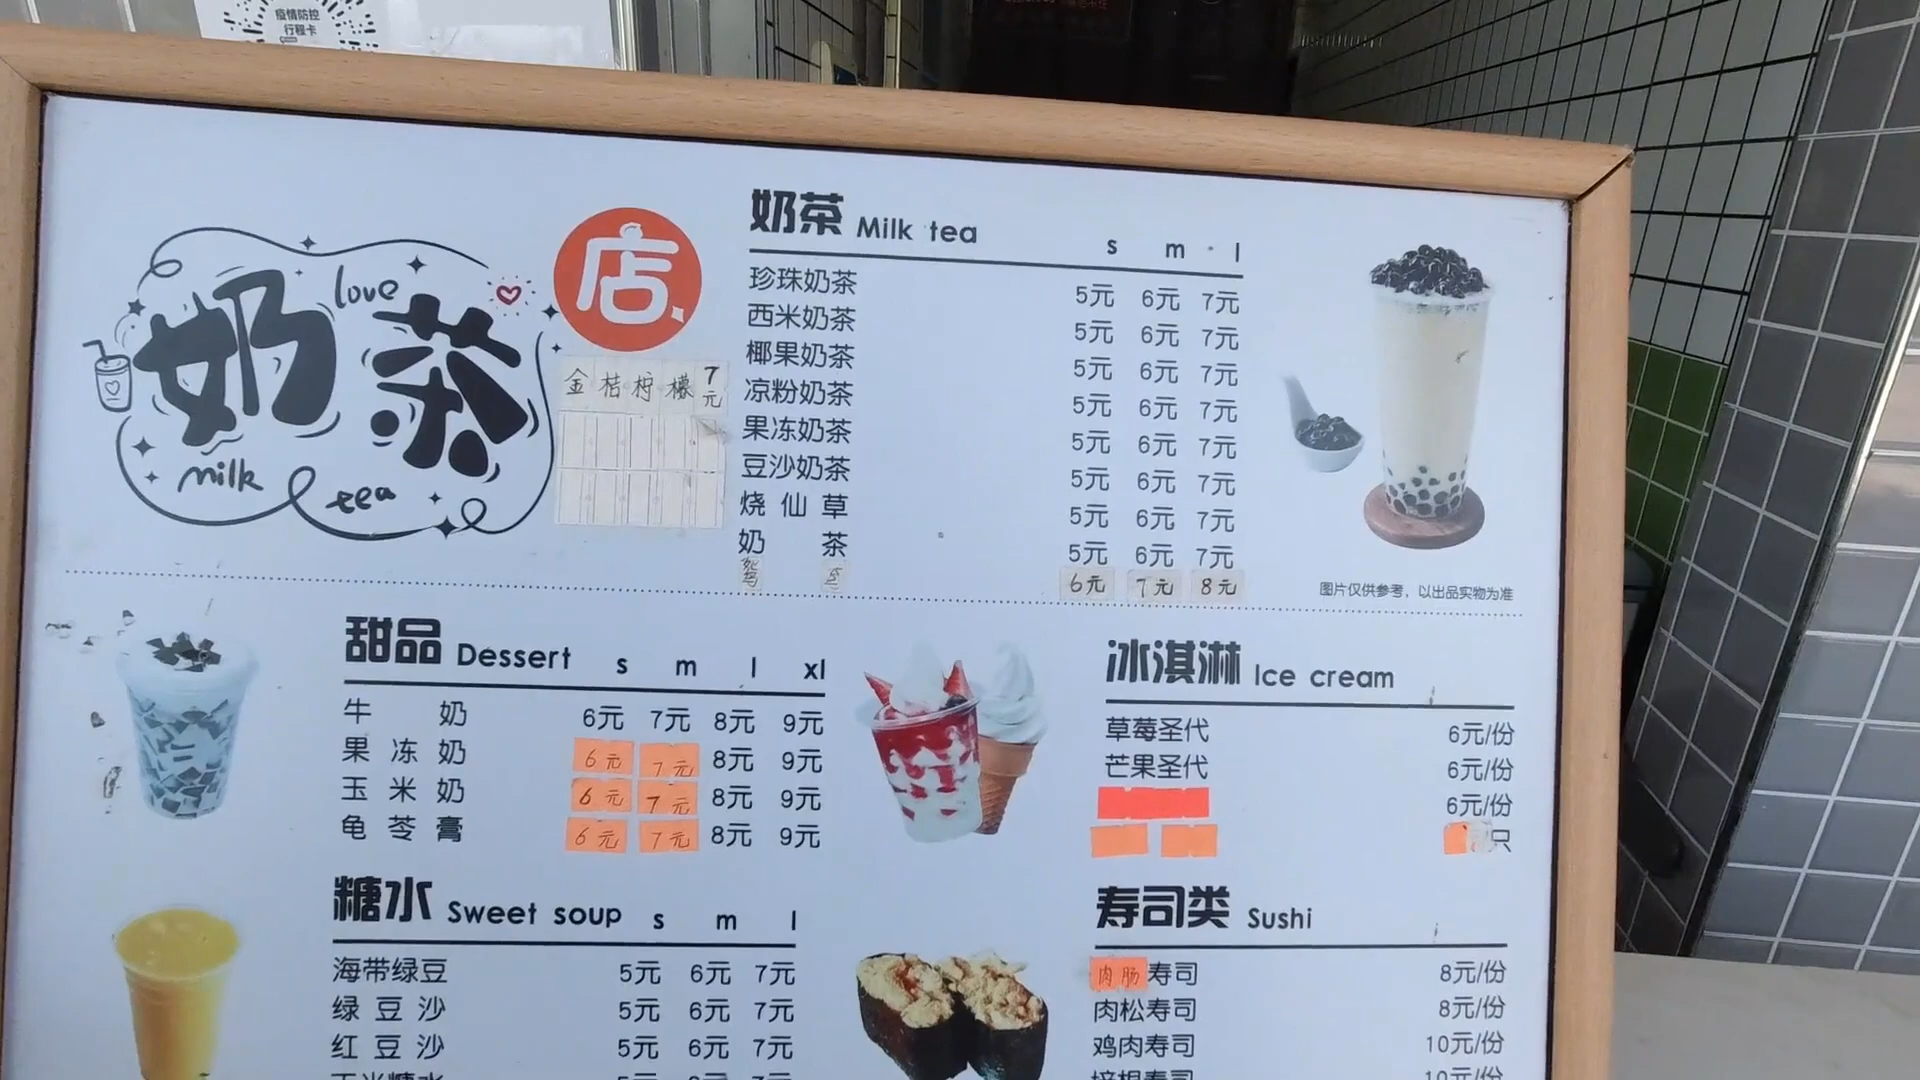 疫情防控
行程卡
奶茶
love
milk tea
店
金桔柠檬 7元
奶茶 Milk tea s m l
珍珠奶茶 5元 6元 7元
西米奶茶 5元 6元 7元
椰果奶茶 5元 6元 7元
凉粉奶茶 5元 6元 7元
果冻奶茶 5元 6元 7元
豆沙奶茶 5元 6元 7元
烧仙草 5元 6元 7元
奶茶 5元 6元 7元
6元 7元 8元
图片仅供参考，以出品实物为准
甜品 Dessert s m l xl
牛奶 6元 7元 8元 9元
果冻奶 6元 7元 8元 9元
玉米奶 6元 7元 8元 9元
龟苓膏 6元 7元 8元 9元
冰淇淋 Ice cream
草莓圣代 6元/份
芒果圣代 6元/份
6元/份
只
糖水 Sweet soup s m l
海带绿豆 5元 6元 7元
绿豆沙 5元 6元 7元
红豆沙 5元 6元 7元
寿司类 Sushi
肉肠寿司 8元/份
肉松寿司 8元/份
鸡肉寿司 10元/份
10元/份